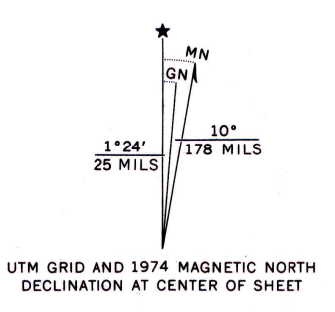 MN
GN
1°24′
25 MILS
10°
178 MILS
UTM GRID AND 1974 MAGNETIC NORTH
DECLINATION AT CENTER OF SHEET